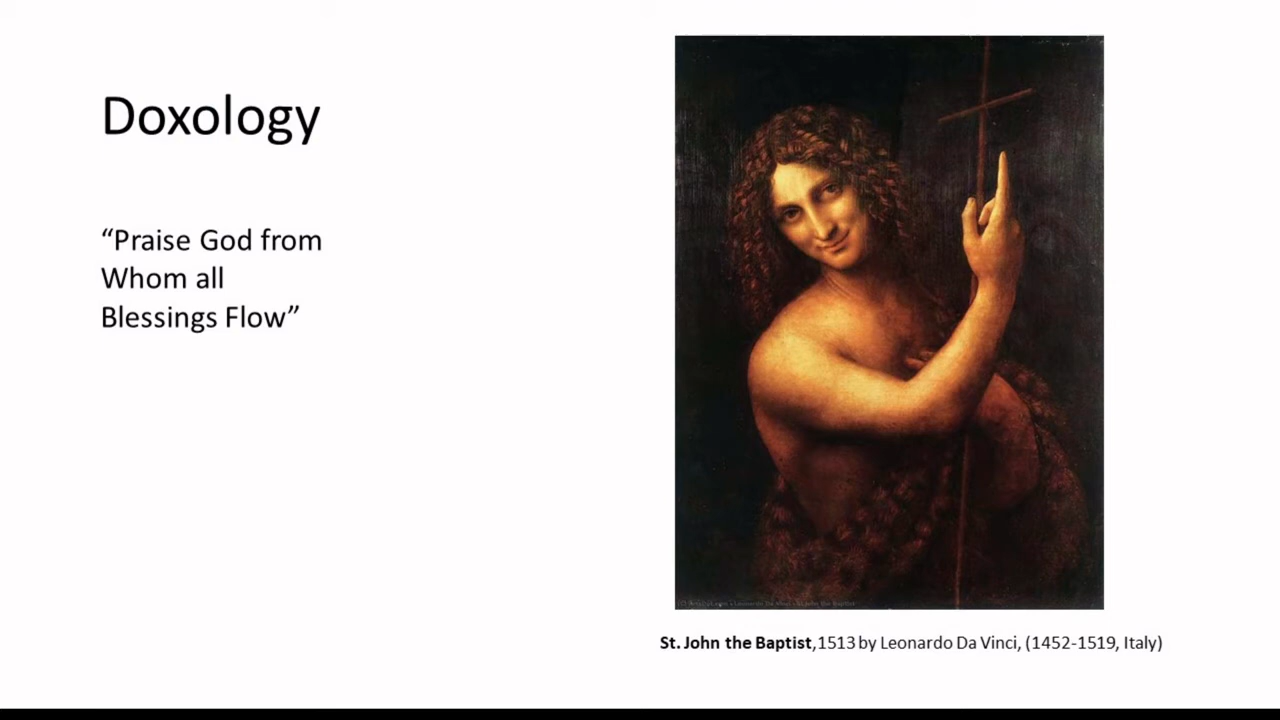 Doxology
“Praise God from
Whom all
Blessings Flow”
St. John the Baptist,1513 by Leonardo Da Vinci, (1452-1519, Italy)